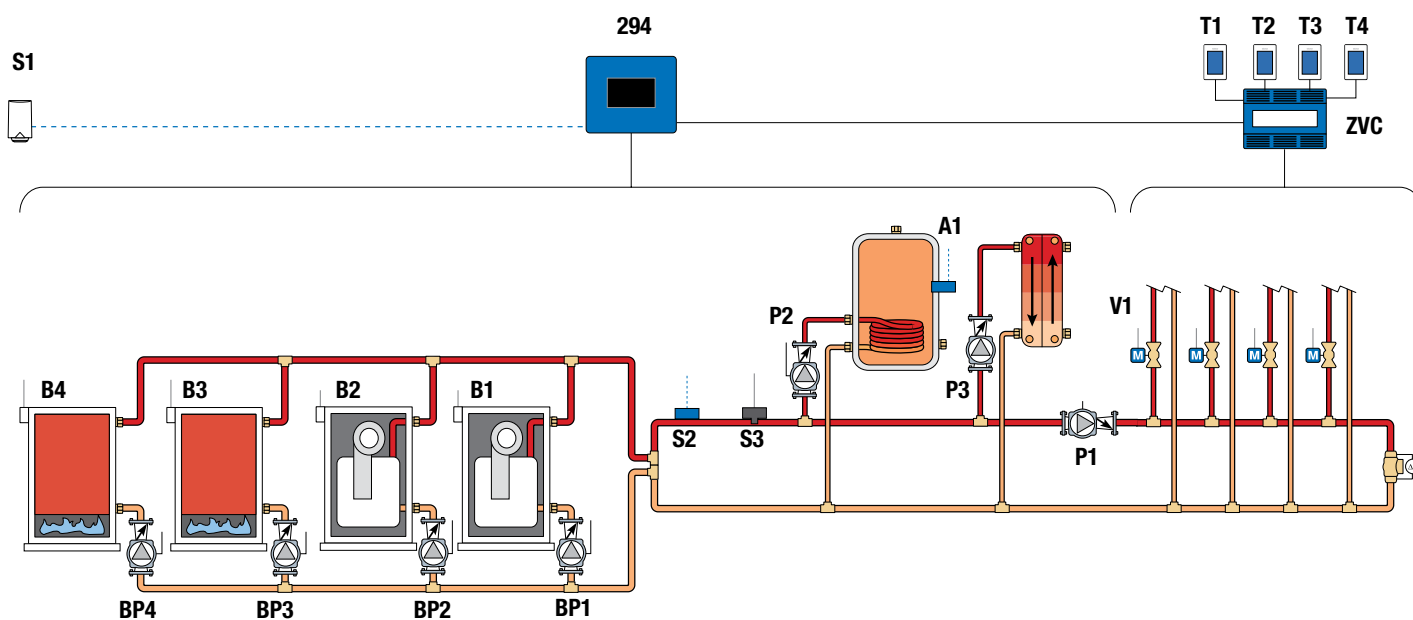 294
T1 T2 T3 T4
S1
ZVC
A1
P2
V1
M M M M
P3
B4 B3 B2 B1
S2 S3
P1
BP4 BP3 BP2 BP1